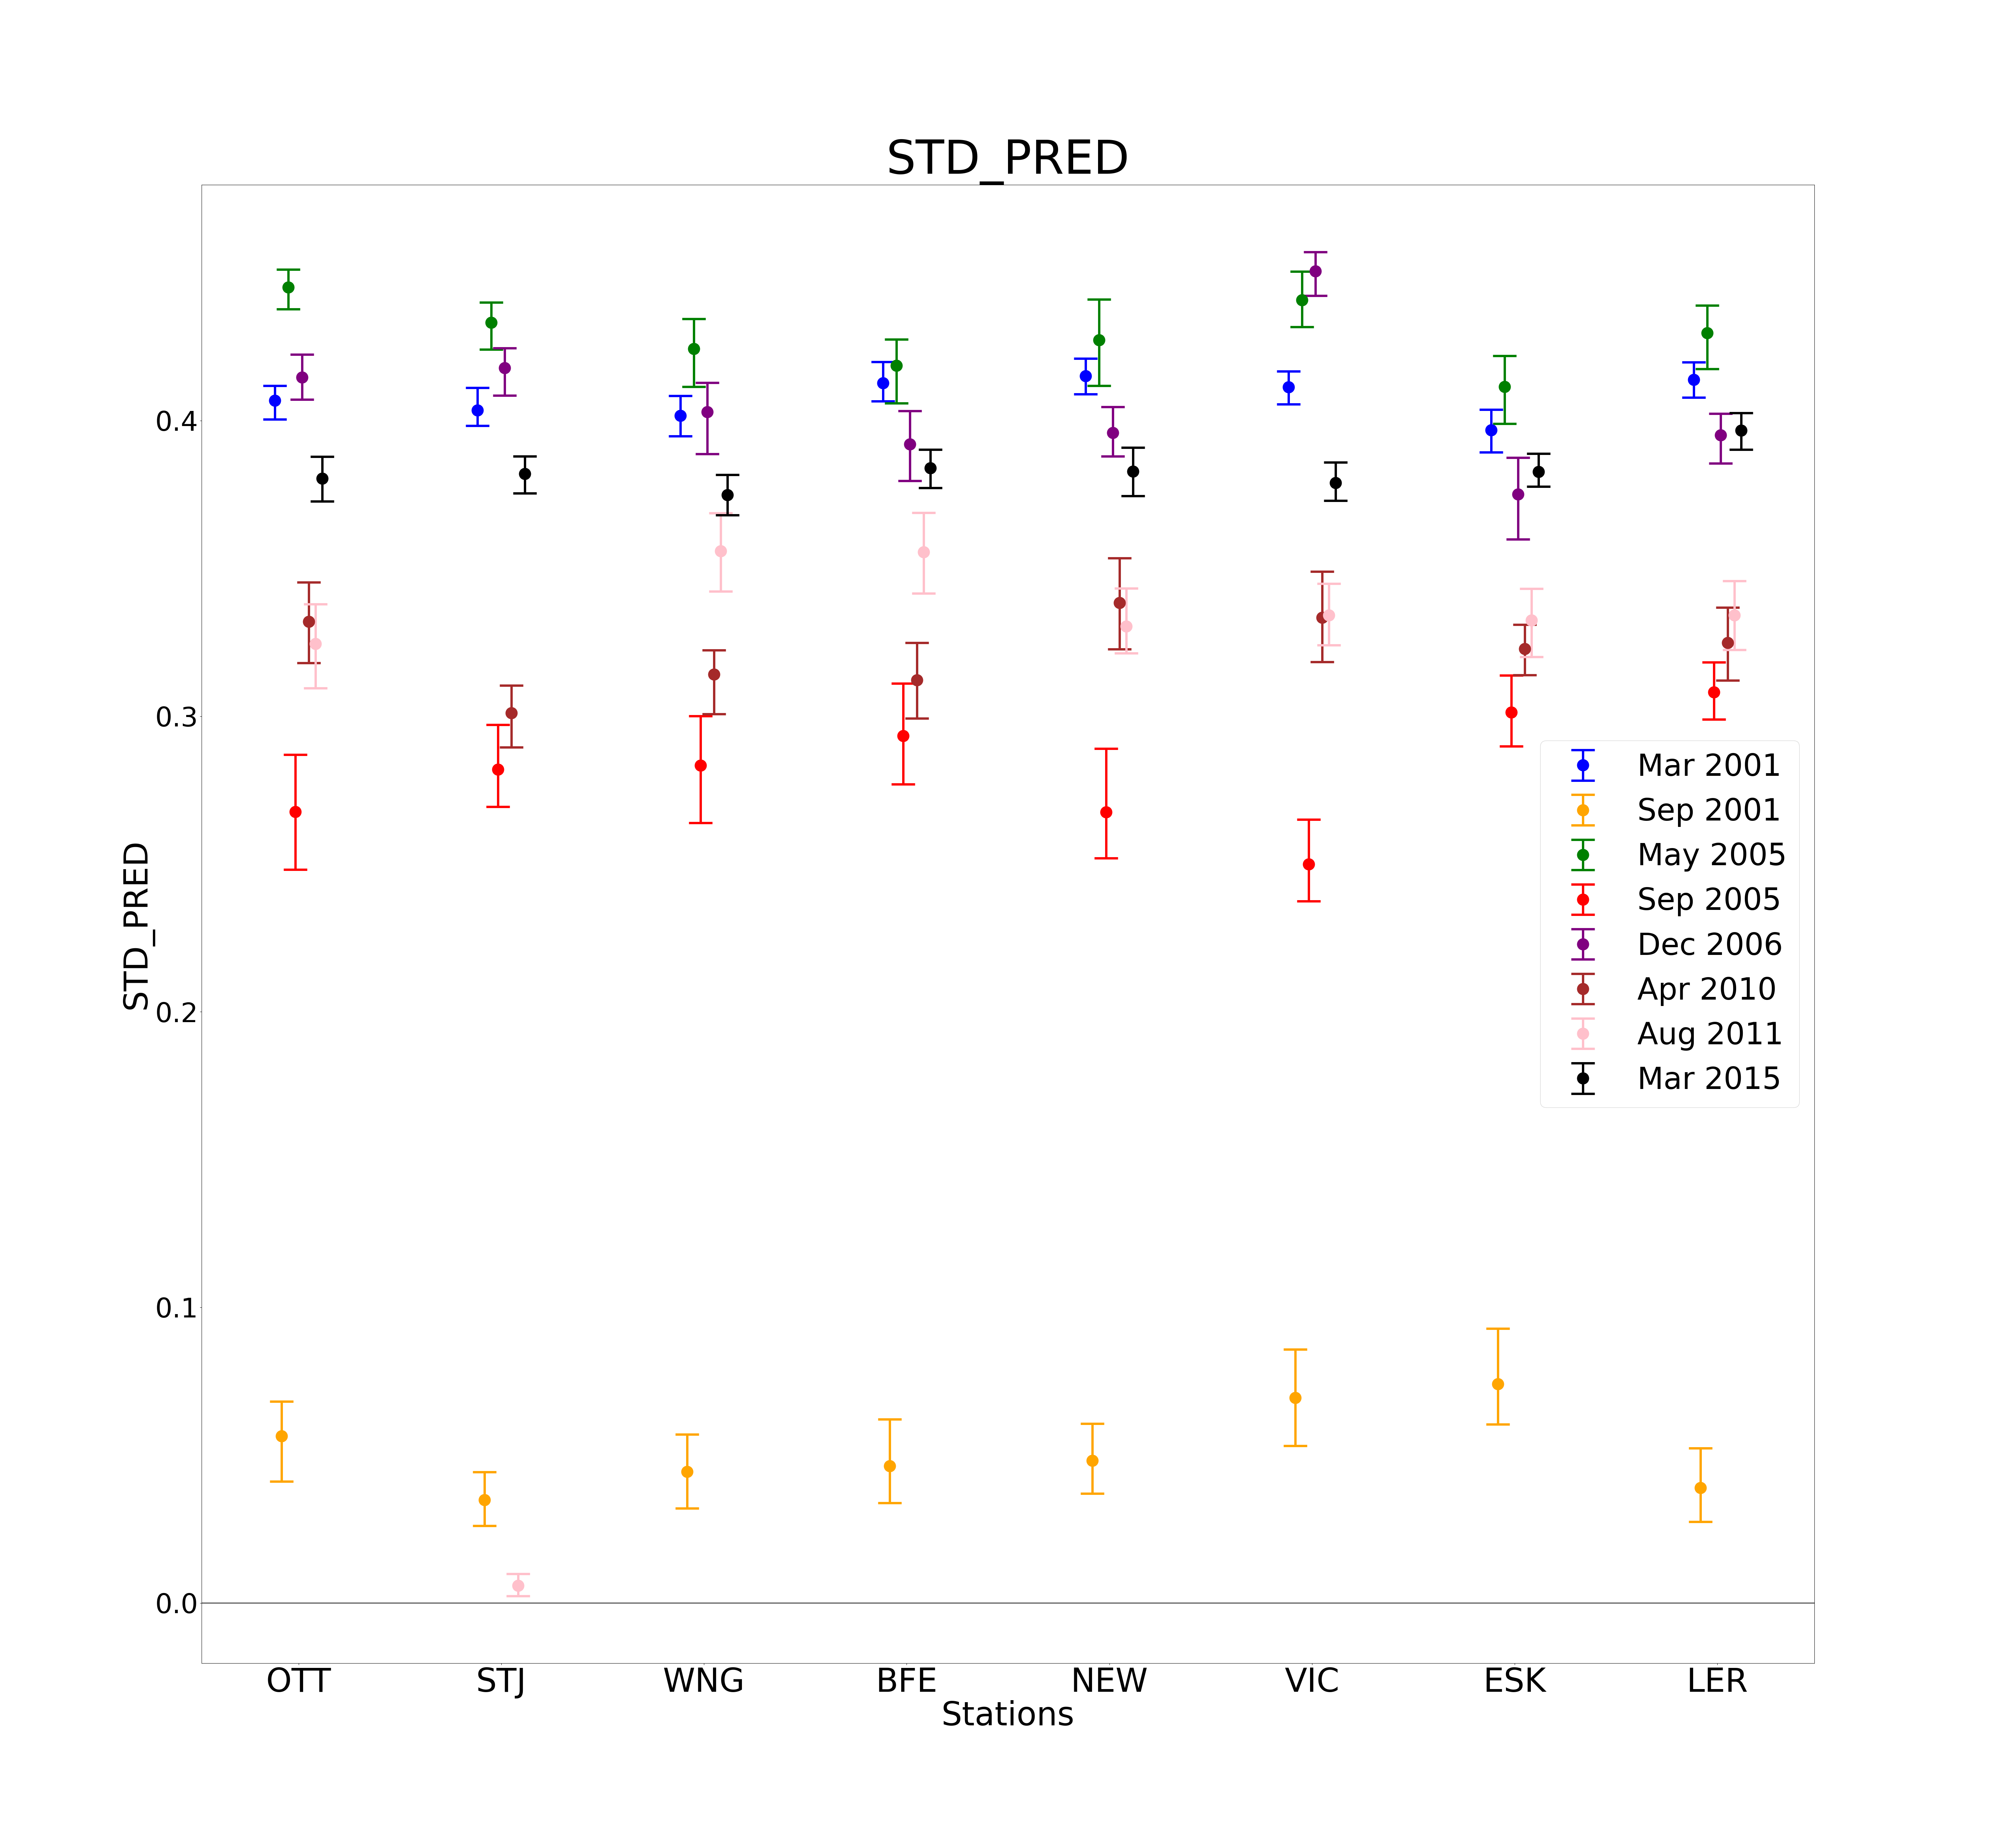 STD_PRED
STD_PRED
0.4
0.3
0.2
0.1
0.0
Mar 2001
Sep 2001
May 2005
Sep 2005
Dec 2006
Apr 2010
Aug 2011
Mar 2015
OTT STJ WNG BFE NEW VIC ESK LER
Stations